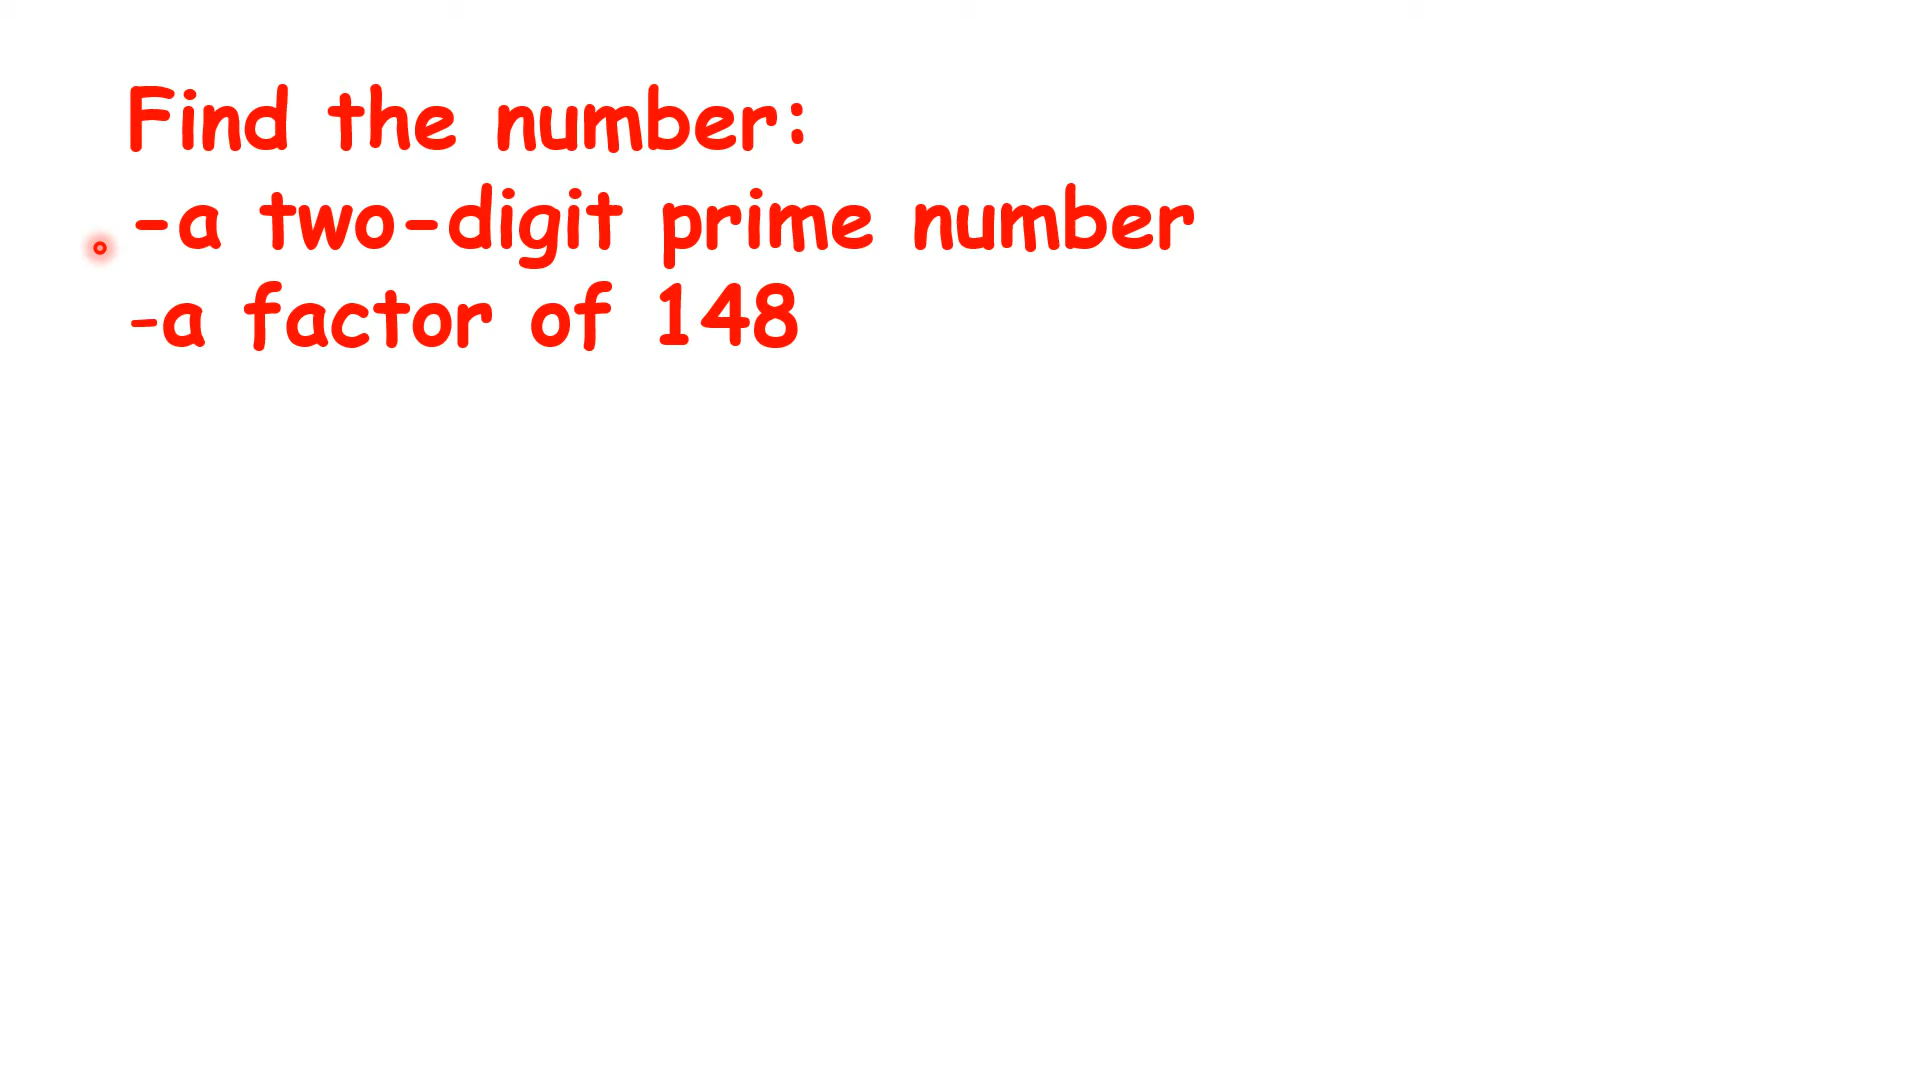 Find the number:
-a two-digit prime number
-a factor of 148